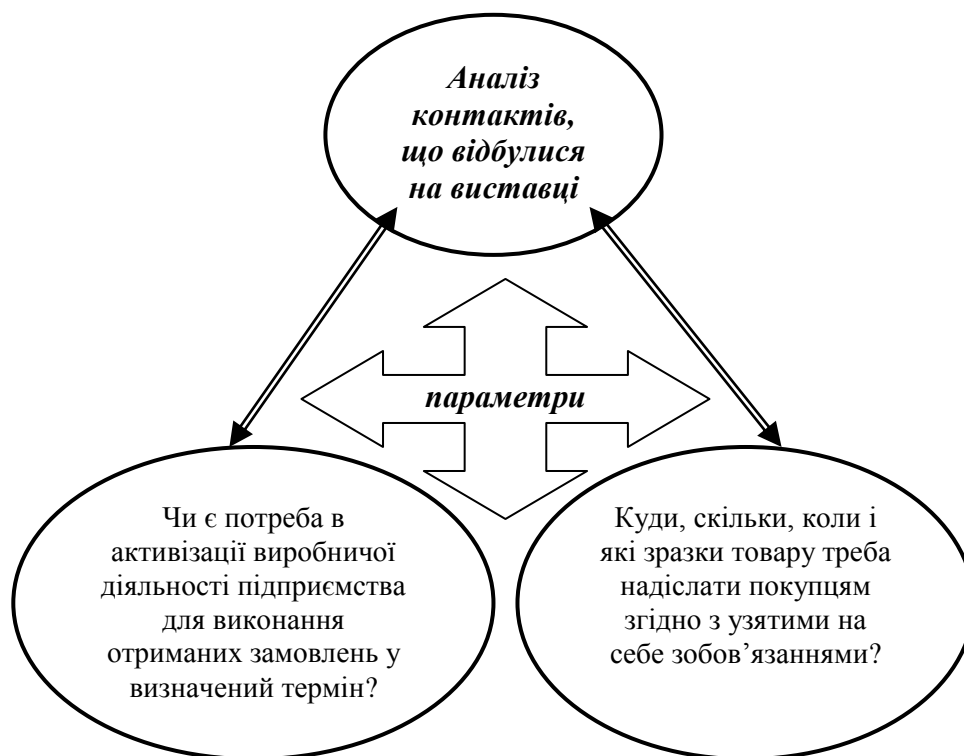 Аналіз
контактів,
що відбулися
на виставці
параметри
Чи є потреба в
активізації виробничої
діяльності підприємства
для виконання
отриманих замовлень у
визначений термін?
Куди, скільки, коли і
які зразки товару треба
надіслати покупцям
згідно з узятими на
себе зобов’язаннями?